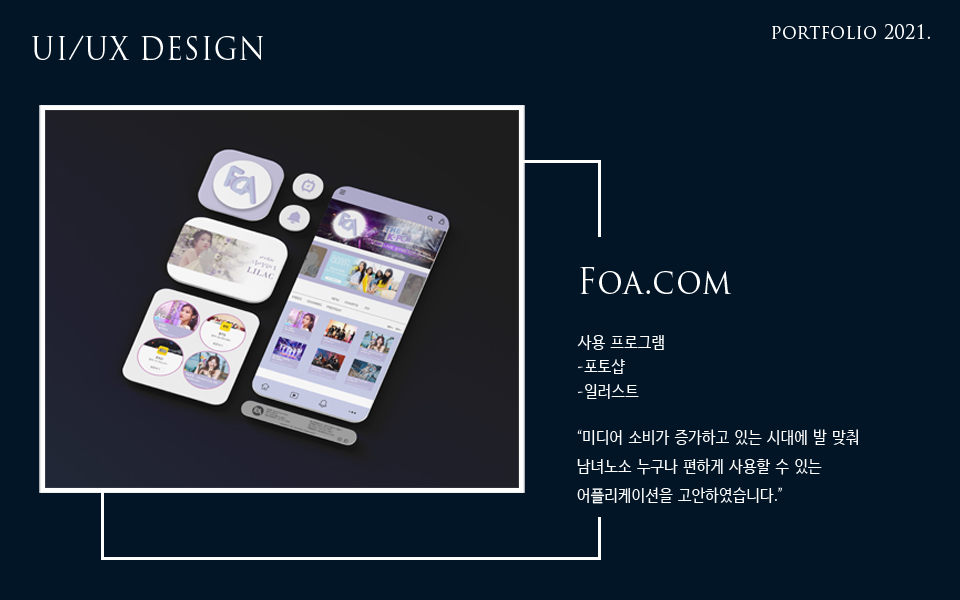 UI/UX DESIGN
PORTFOLIO 2021.
FOA
LILAC
FOA
FOA.COM
사용 프로그램
-포토샵
-일러스트
“미디어 소비가 증가하고 있는 시대에 발 맞춰
남녀노소 누구나 편하게 사용할 수 있는
어플리케이션을 고안하였습니다.”